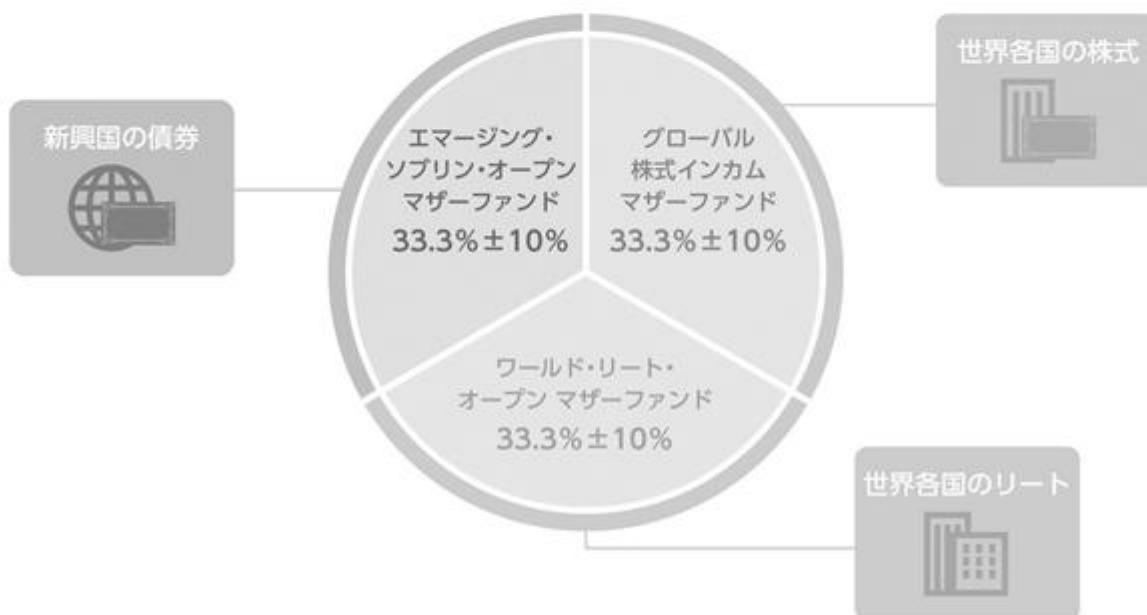 新興国の債券
エマージング・
ソブリン・オープン
マザーファンド
33.3%±10%
グローバル
株式インカム
マザーファンド
33.3%±10%
世界各国の株式
ワールド・リート・
オープン マザーファンド
33.3%±10%
世界各国のリート